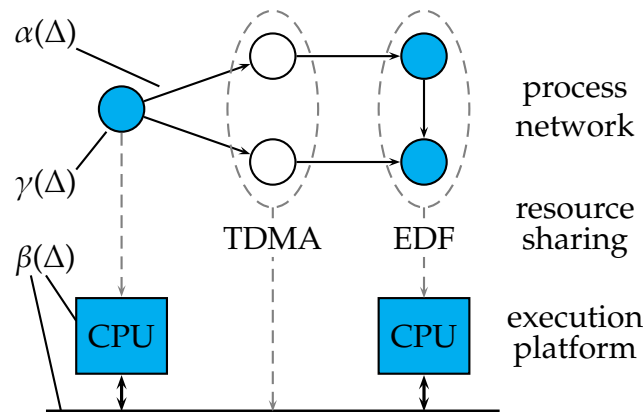 α(Δ)
process
network
γ(Δ)
resource
sharing
TDMA
EDF
β(Δ)
CPU
CPU
execution
platform